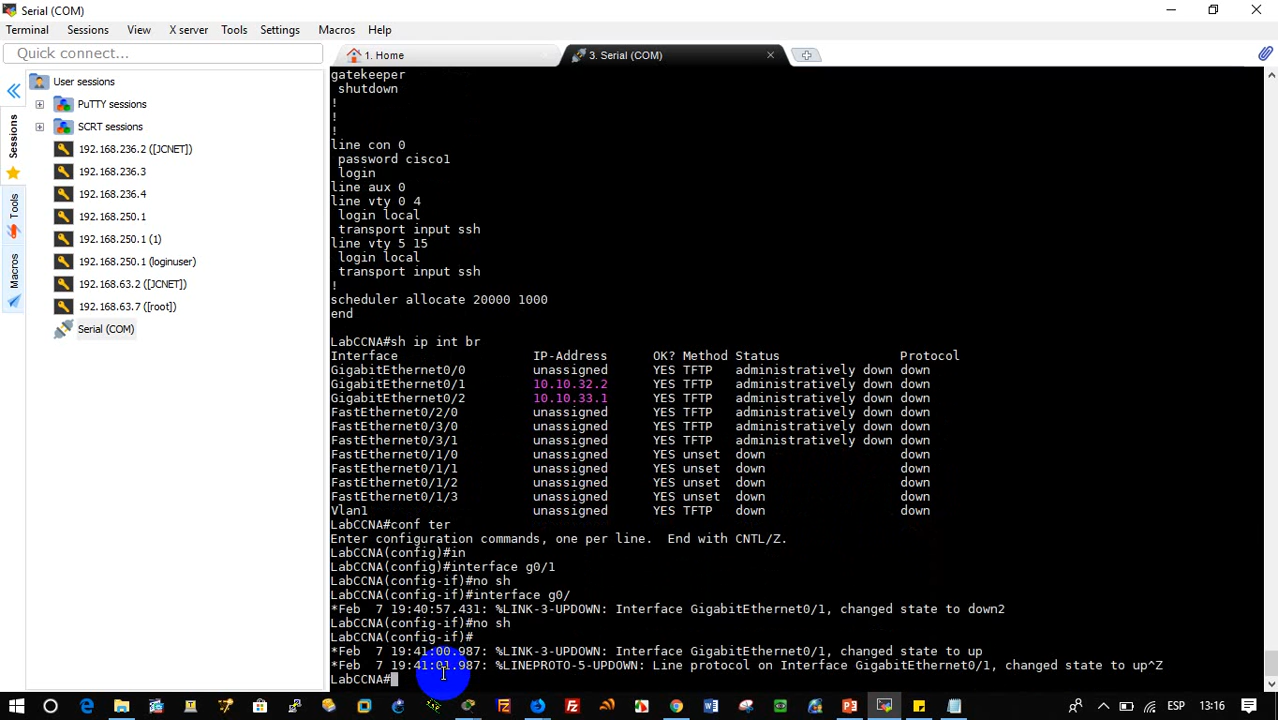 Serial (COM)
Terminal Sessions View X server Tools Settings Macros Help
Quick connect...
1. Home
3. Serial (COM)
Sessions
Tools
Macros
User sessions
PuTTY sessions
SCRT sessions
192.168.236.2 ([JCNET])
192.168.236.3
192.168.236.4
192.168.250.1
192.168.250.1 (1)
192.168.250.1 (loginuser)
192.168.63.2 ([JCNET])
192.168.63.7 ([root])
Serial (COM)
gatekeeper
shutdown
!
!
!
line con 0
password cisco1
login
line aux 0
line vty 0 4
login local
transport input ssh
line vty 5 15
login local
transport input ssh
!
scheduler allocate 20000 1000
end
LabCCNA#sh ip int br
Interface IP-Address OK? Method Status Protocol
GigabitEthernet0/0 unassigned YES TFTP administratively down down
GigabitEthernet0/1 10.10.32.2 YES TFTP administratively down down
GigabitEthernet0/2 10.10.33.1 YES TFTP administratively down down
FastEthernet0/2/0 unassigned YES TFTP administratively down down
FastEthernet0/3/0 unassigned YES TFTP administratively down down
FastEthernet0/3/1 unassigned YES TFTP administratively down down
FastEthernet0/1/0 unassigned YES unset down down
FastEthernet0/1/1 unassigned YES unset down down
FastEthernet0/1/2 unassigned YES unset down down
FastEthernet0/1/3 unassigned YES unset down down
Vlan1 unassigned YES TFTP down down
LabCCNA#conf ter
Enter configuration commands, one per line. End with CNTL/Z.
LabCCNA(config)#in
LabCCNA(config)#interface g0/1
LabCCNA(config-if)#no sh
LabCCNA(config-if)#interface g0/
*Feb 7 19:40:57.431: %LINK-3-UPDOWN: Interface GigabitEthernet0/1, changed state to down2
LabCCNA(config-if)#no sh
LabCCNA(config-if)#
*Feb 7 19:41:00.987: %LINK-3-UPDOWN: Interface GigabitEthernet0/1, changed state to up
*Feb 7 19:41:01.987: %LINEPROTO-5-UPDOWN: Line protocol on Interface GigabitEthernet0/1, changed state to up^Z
LabCCNA#
ESP 13:16